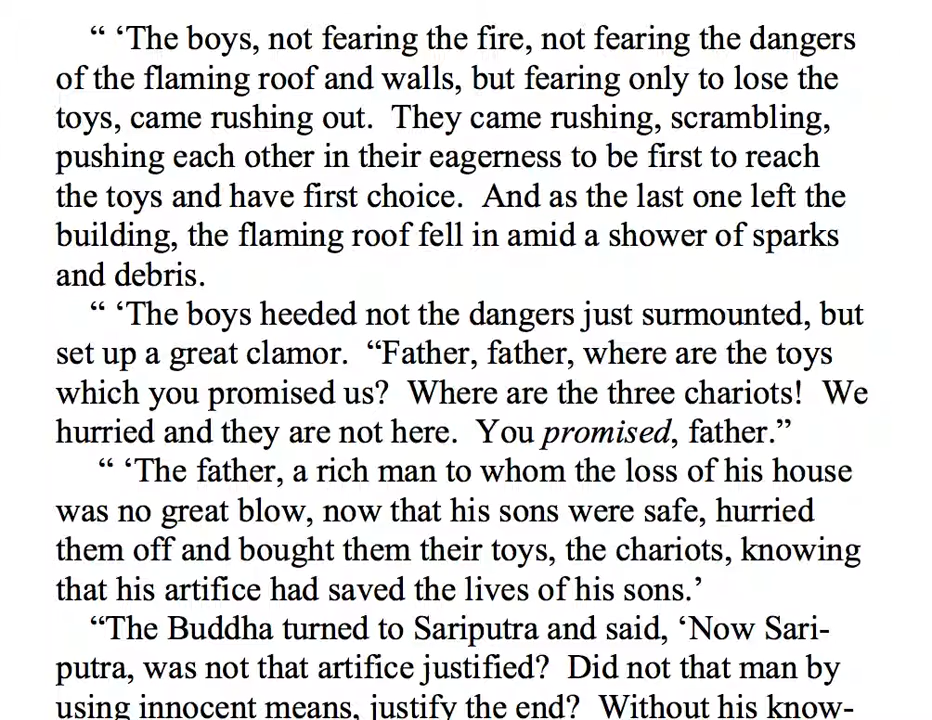 “ ‘The boys, not fearing the fire, not fearing the dangers
of the flaming roof and walls, but fearing only to lose the
toys, came rushing out.  They came rushing, scrambling,
pushing each other in their eagerness to be first to reach
the toys and have first choice.  And as the last one left the
building, the flaming roof fell in amid a shower of sparks
and debris.
“ ‘The boys heeded not the dangers just surmounted, but
set up a great clamor.  “Father, father, where are the toys
which you promised us?  Where are the three chariots!  We
hurried and they are not here.  You promised, father.”
“ ‘The father, a rich man to whom the loss of his house
was no great blow, now that his sons were safe, hurried
them off and bought them their toys, the chariots, knowing
that his artifice had saved the lives of his sons.’
“The Buddha turned to Sariputra and said, ‘Now Sari-
putra, was not that artifice justified?  Did not that man by
using innocent means, justify the end?  Without his know-